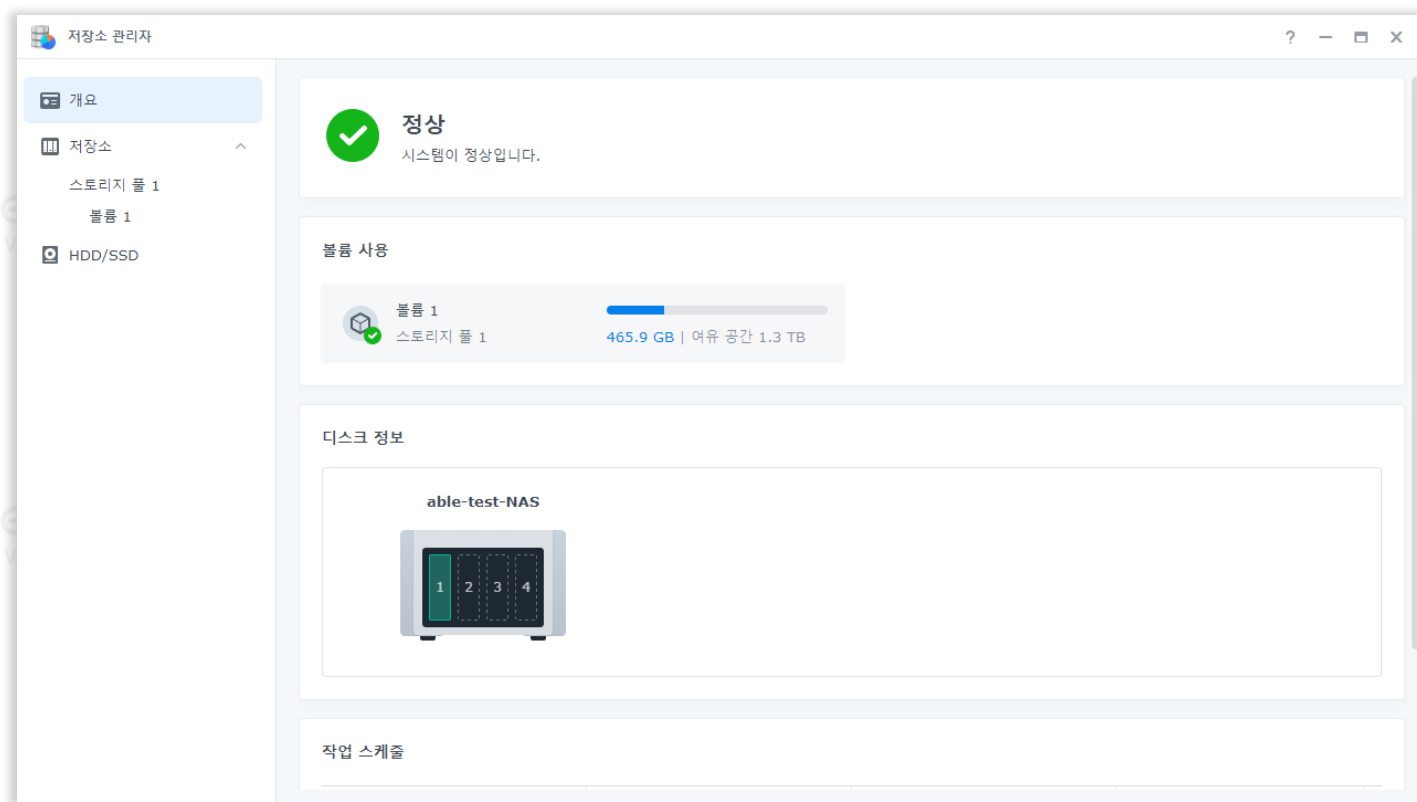 저장소 관리자
개요
저장소
스토리지 풀 1
볼륨 1
HDD/SSD
정상
시스템이 정상입니다.
볼륨 사용
볼륨 1
스토리지 풀 1
465.9 GB | 여유 공간 1.3 TB
디스크 정보
able-test-NAS
1 2 3 4
작업 스케줄